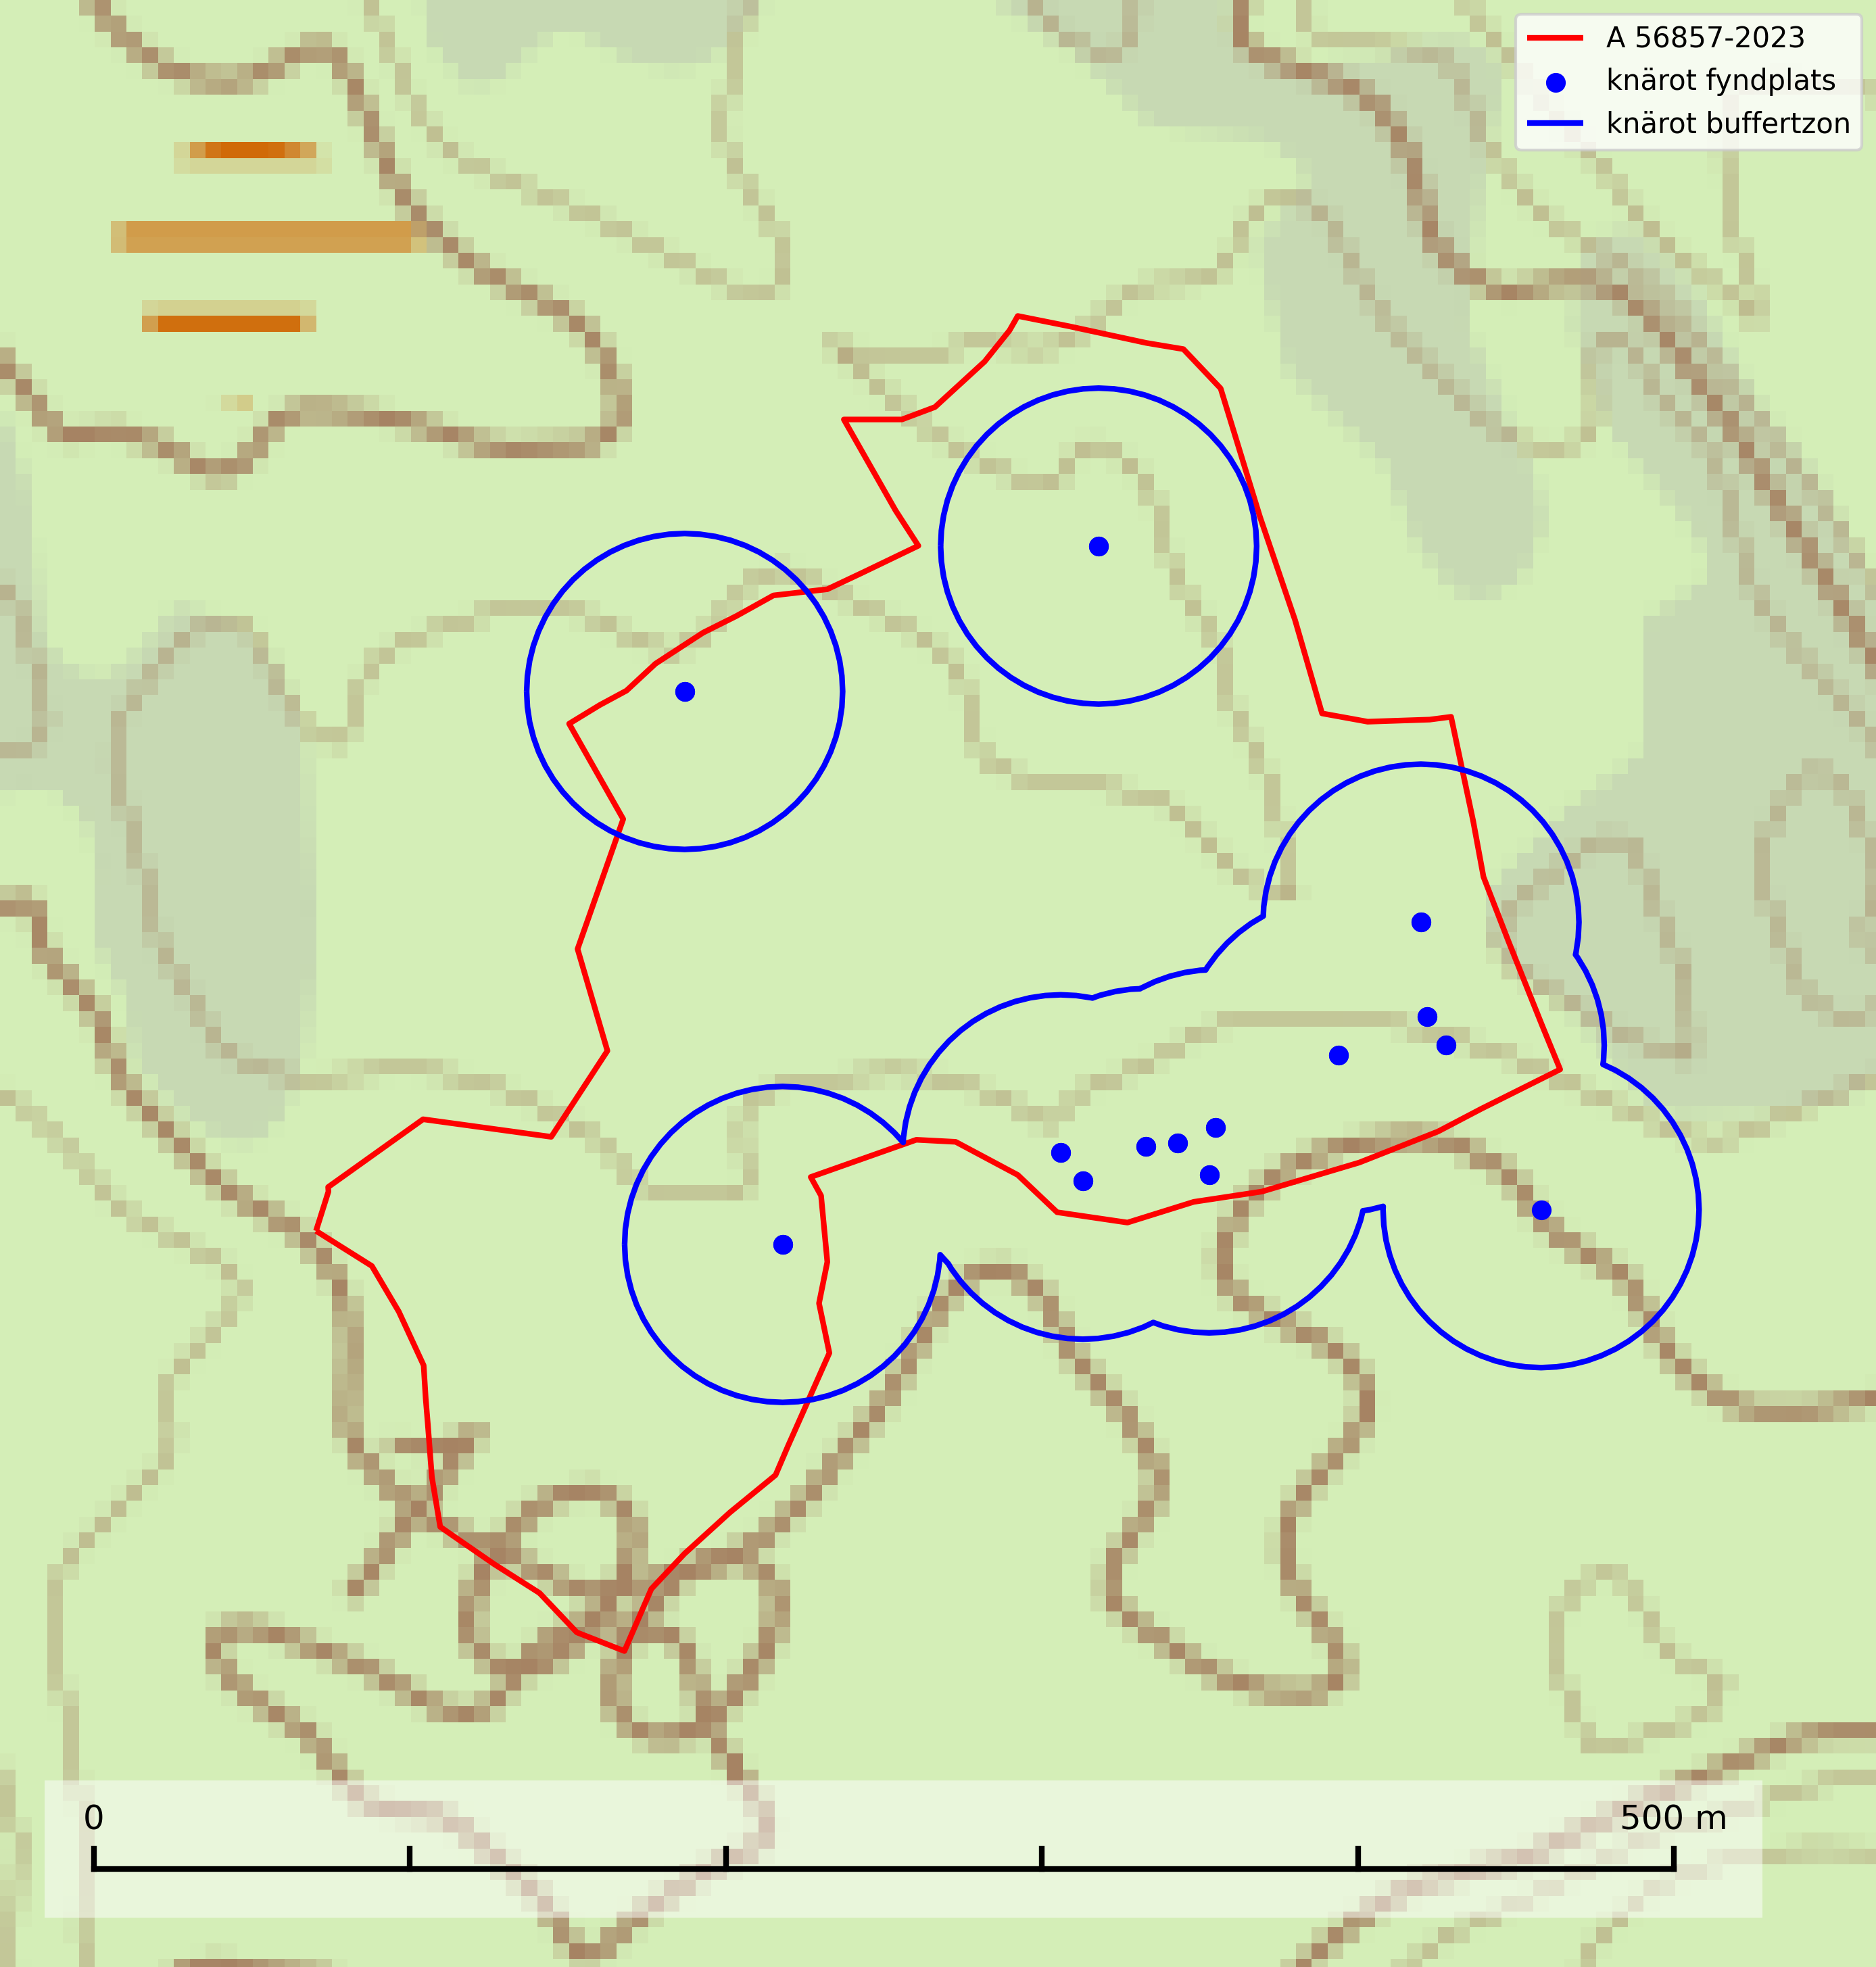 A 56857-2023
knärot fyndplats
knärot buffertzon
0
500 m